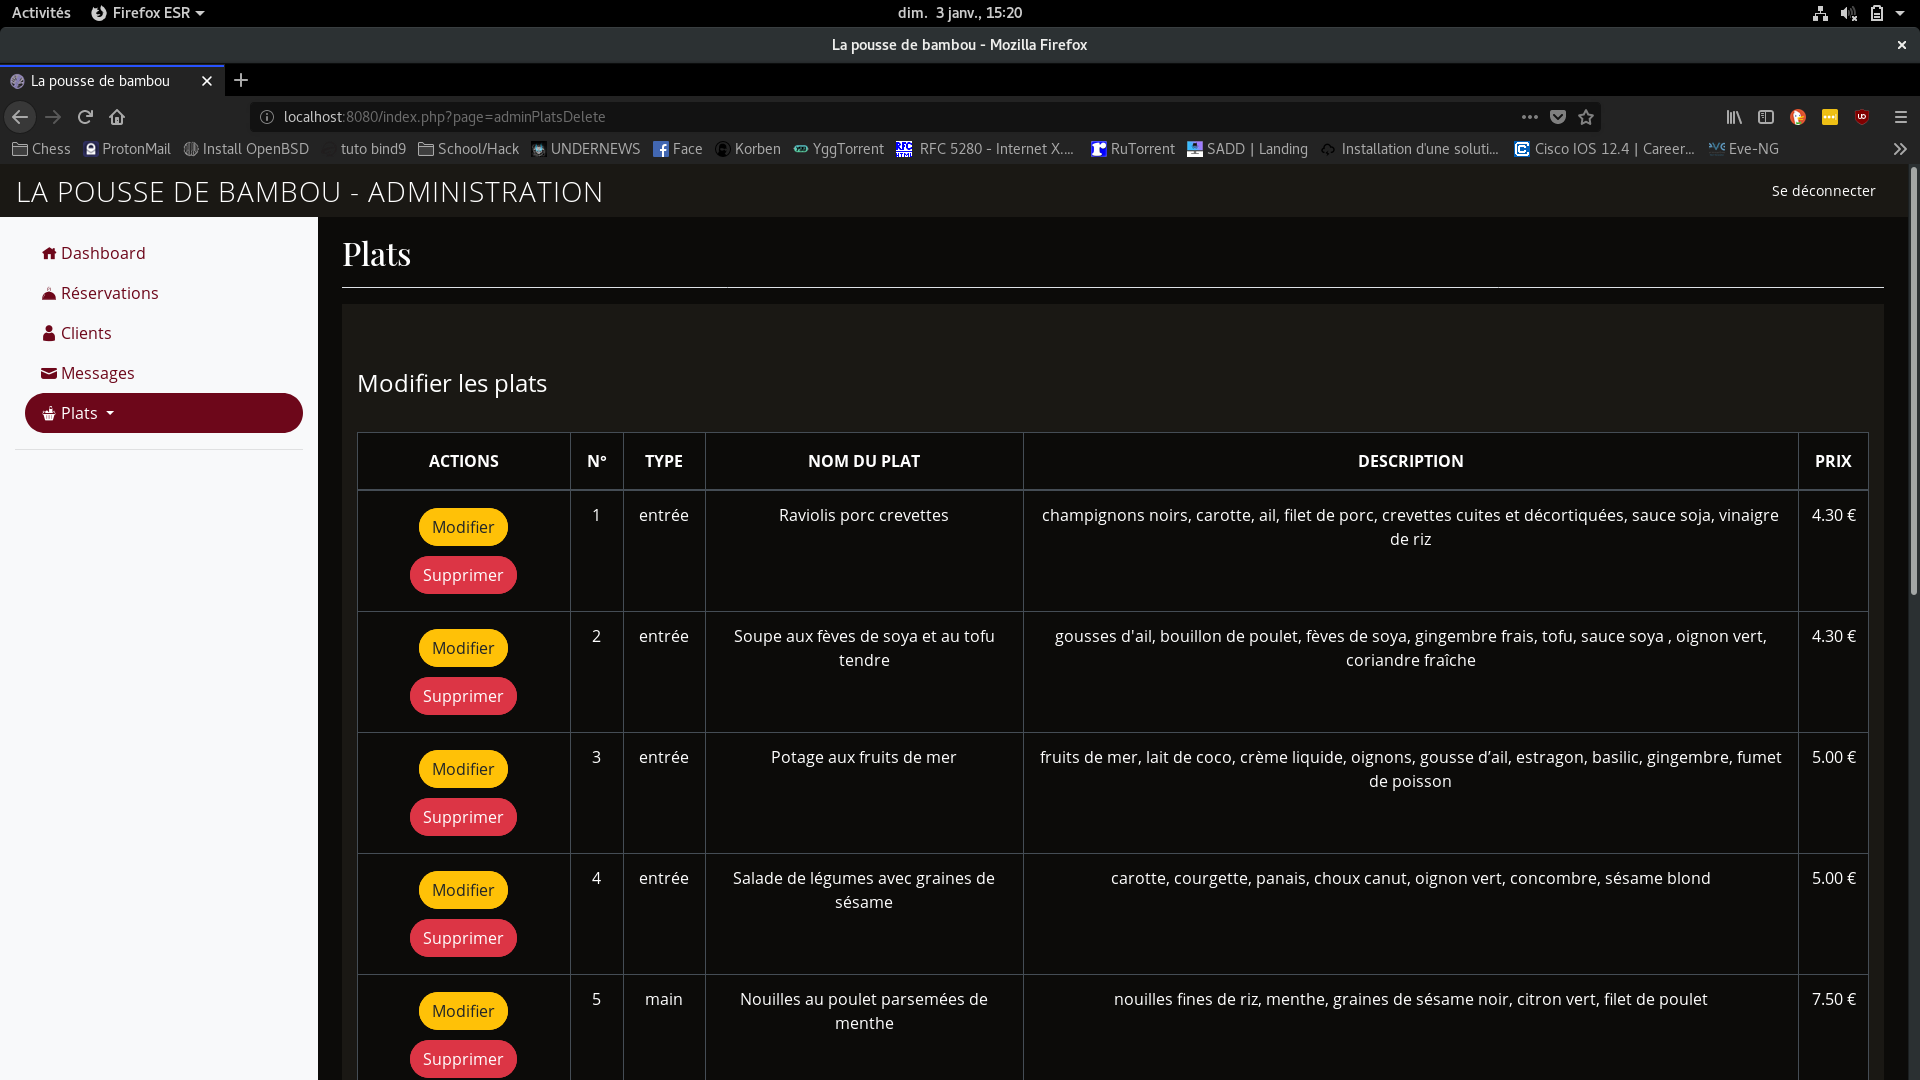 Activités Firefox ESR dim. 3 janv., 15:20
La pousse de bambou - Mozilla Firefox
La pousse de bambou
localhost:8080/index.php?page=adminPlatsDelete
Chess ProtonMail Install OpenBSD tuto bind9 School/Hack UNDERNEWS Face Korben YggTorrent RFC 5280 - Internet X.... RuTorrent SADD | Landing Installation d'une soluti... Cisco IOS 12.4 | Career... Eve-NG
LA POUSSE DE BAMBOU - ADMINISTRATION
Se déconnecter
Dashboard
Réservations
Clients
Messages
Plats
Plats
Modifier les plats
ACTIONS N° TYPE NOM DU PLAT DESCRIPTION PRIX
Modifier 1 entrée Raviolis porc crevettes champignons noirs, carotte, ail, filet de porc, crevettes cuites et décortiquées, sauce soja, vinaigre 4.30 €
de riz
Supprimer
Modifier 2 entrée Soupe aux fèves de soya et au tofu gousses d'ail, bouillon de poulet, fèves de soya, gingembre frais, tofu, sauce soya , oignon vert, 4.30 €
tendre coriandre fraîche
Supprimer
Modifier 3 entrée Potage aux fruits de mer fruits de mer, lait de coco, crème liquide, oignons, gousse d’ail, estragon, basilic, gingembre, fumet 5.00 €
de poisson
Supprimer
Modifier 4 entrée Salade de légumes avec graines de carotte, courgette, panais, choux canut, oignon vert, concombre, sésame blond 5.00 €
sésame
Supprimer
Modifier 5 main Nouilles au poulet parsemées de nouilles fines de riz, menthe, graines de sésame noir, citron vert, filet de poulet 7.50 €
menthe
Supprimer